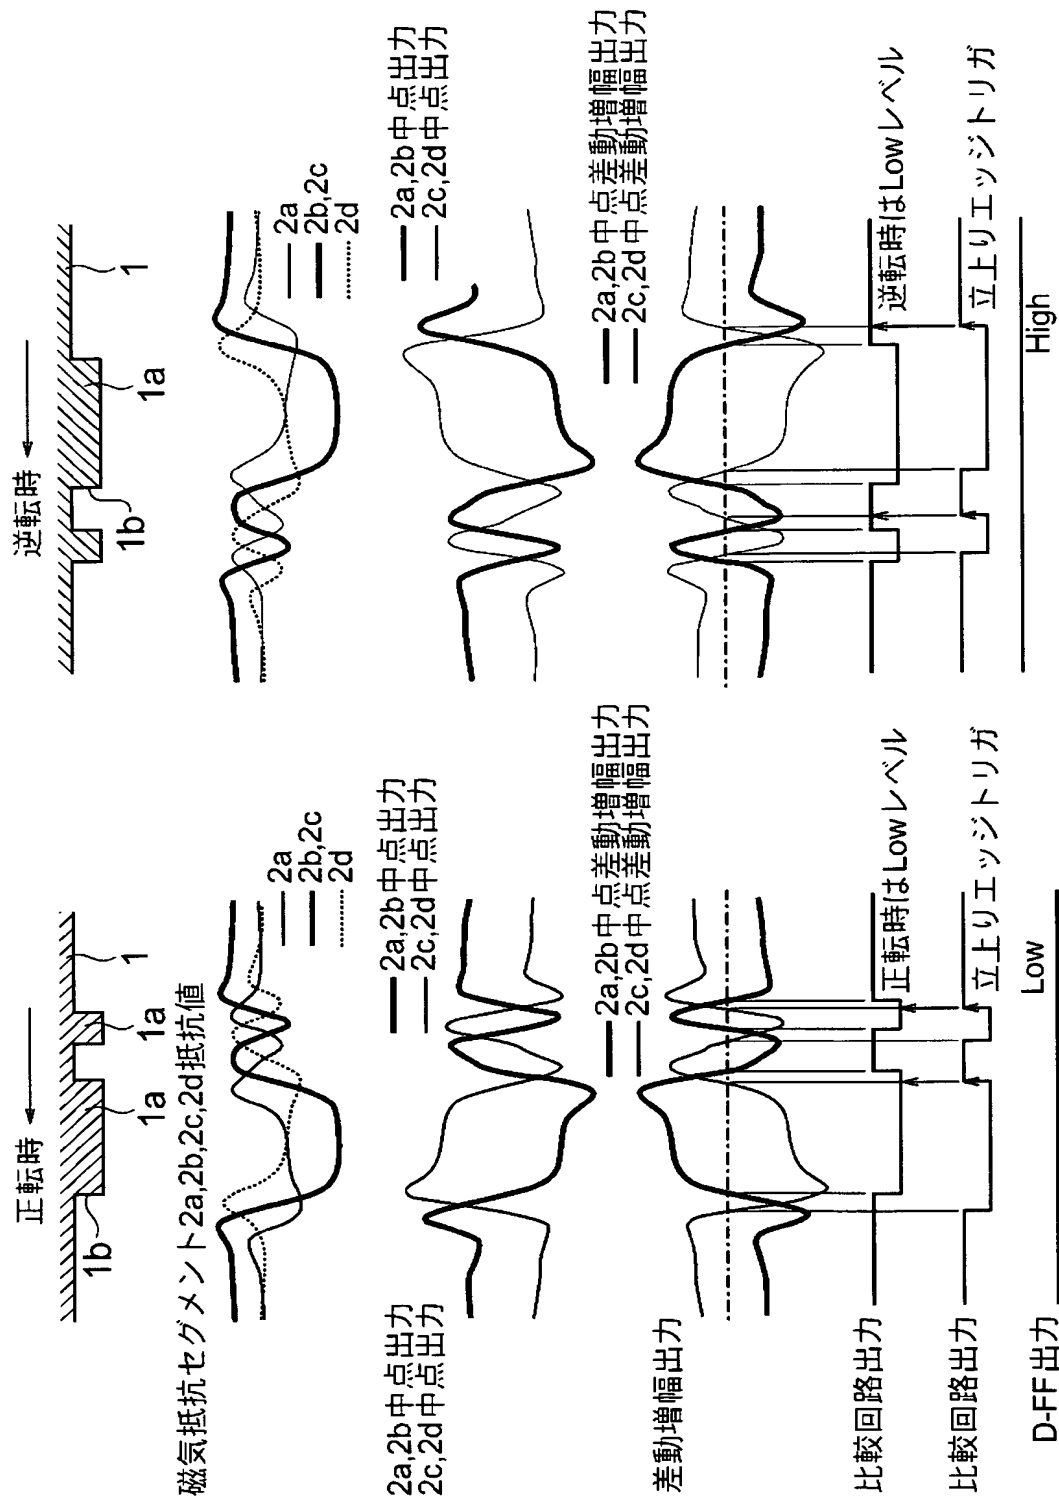 正転時
1
1a
1a
1b
磁気抵抗セグメント2a,2b,2c,2d抵抗値
2a
2b,2c
2d
2a,2b中点出力
2c,2d中点出力
2a,2b中点出力
2c,2d中点出力
2a,2b中点差動増幅出力
2c,2d中点差動増幅出力
差動増幅出力
比較回路出力
正転時はLowレベル
比較回路出力
立上りエッジトリガ
D-FF出力
Low
逆転時
1
1a
1b
2a
2b,2c
2d
2a,2b中点出力
2c,2d中点出力
2a,2b中点差動増幅出力
2c,2d中点差動増幅出力
逆転時はLowレベル
立上りエッジトリガ
High